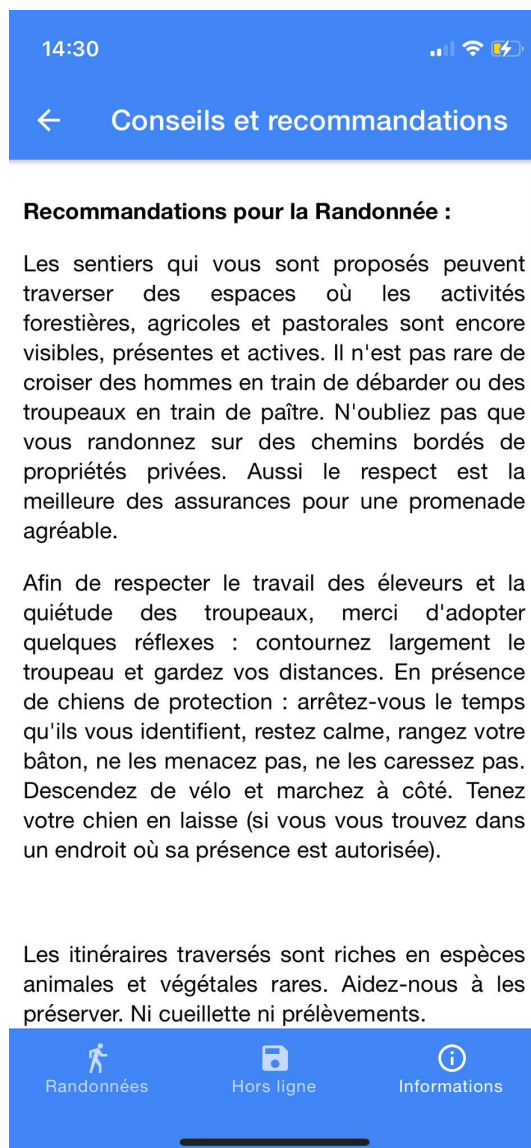 14:30
Conseils et recommandations
Recommandations pour la Randonnée :
Les sentiers qui vous sont proposés peuvent
traverser des espaces où les activités
forestières, agricoles et pastorales sont encore
visibles, présentes et actives. Il n'est pas rare de
croiser des hommes en train de débarder ou des
troupeaux en train de paître. N'oubliez pas que
vous randonnez sur des chemins bordés de
propriétés privées. Aussi le respect est la
meilleure des assurances pour une promenade
agréable.
Afin de respecter le travail des éleveurs et la
quiétude des troupeaux, merci d'adopter
quelques réflexes : contournez largement le
troupeau et gardez vos distances. En présence
de chiens de protection : arrêtez-vous le temps
qu'ils vous identifient, restez calme, rangez votre
bâton, ne les menacez pas, ne les caressez pas.
Descendez de vélo et marchez à côté. Tenez
votre chien en laisse (si vous vous trouvez dans
un endroit où sa présence est autorisée).
Les itinéraires traversés sont riches en espèces
animales et végétales rares. Aidez-nous à les
préserver. Ni cueillette ni prélèvements.
Randonnées Hors ligne Informations